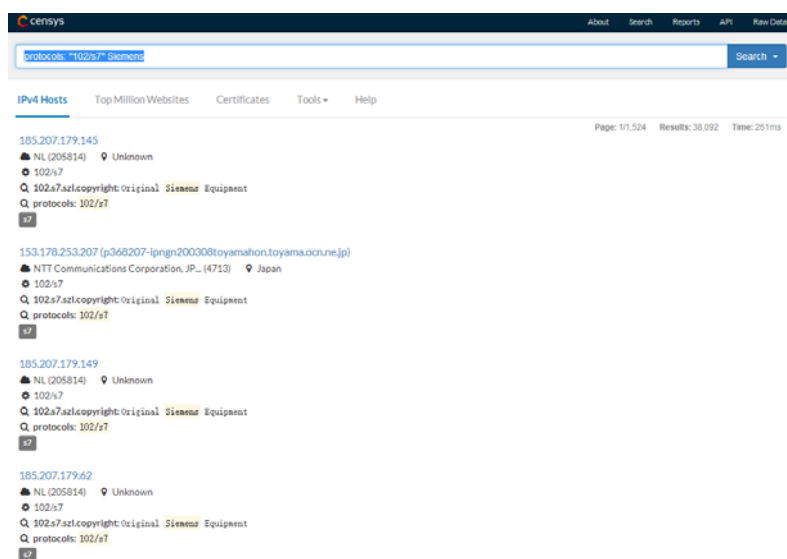 censys
About Search Reports API Raw Data
protocols: "102/s7" Siemens
Search
IPv4 Hosts Top Million Websites Certificates Tools Help
Page: 1/1,524 Results: 38,092 Time: 261ms
185.207.179.145
NL (205814) Unknown
102/s7
102.s7.szl.copyright: Original Siemens Equipment
protocols: 102/s7
s7
153.178.253.207 (p368207-ipngn200308toyamahon.toyama.ocn.ne.jp)
NTT Communications Corporation, JP... (4713) Japan
102/s7
102.s7.szl.copyright: Original Siemens Equipment
protocols: 102/s7
s7
185.207.179.149
NL (205814) Unknown
102/s7
102.s7.szl.copyright: Original Siemens Equipment
protocols: 102/s7
s7
185.207.179.62
NL (205814) Unknown
102/s7
102.s7.szl.copyright: Original Siemens Equipment
protocols: 102/s7
s7